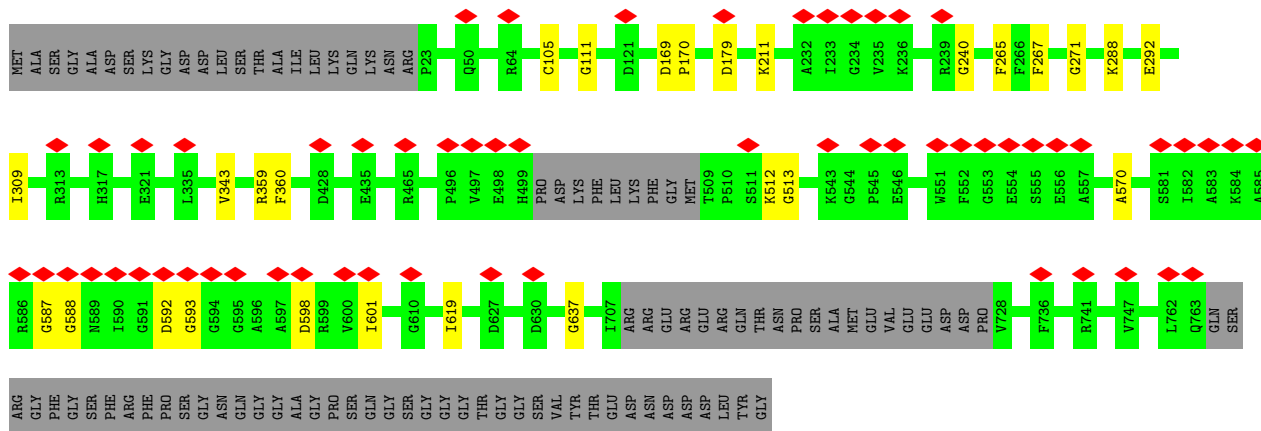 MET ALA SER GLY ALA ASP SER LYS GLY ASP ASP LEU SER THR ALA ILE LEU LYS GLN LYS ASN ARG P23 Q50 R64 C105 G111 D121 D169 P170 D179 K211 A232 I233 G234 V235 K236 R239 G240 F265 F266 F267 G271 K288 E292
I309 R313 H317 E321 L335 V343 R359 F360 D428 E435 R465 P496 V497 E498 H499 PRO ASP LYS PHE LEU LYS PHE GLY MET T509 P510 S511 K512 G513 K543 G544 P545 E546 W551 F552 G553 E554 S555 E556 A557 A570 S581 I582 A583 K584 A585
R586 G587 G588 N589 I590 G591 D592 G593 G594 G595 A596 A597 D598 R599 V600 I601 G610 I619 D627 D630 G637 I707 ARG ARG GLU ARG GLU ARG GLN THR ASN PRO SER ALA MET GLU VAL GLU GLU ASP ASP PRO V728 F736 R741 V747 L762 Q763 GLN SER
ARG GLY PHE GLY SER PHE ARG PHE PRO SER GLY ASN GLN GLY GLY ALA GLY PRO SER GLN GLY SER GLY GLY GLY THR GLY GLY SER VAL TYR THR GLU ASP ASN ASP ASP ASP LEU TYR GLY